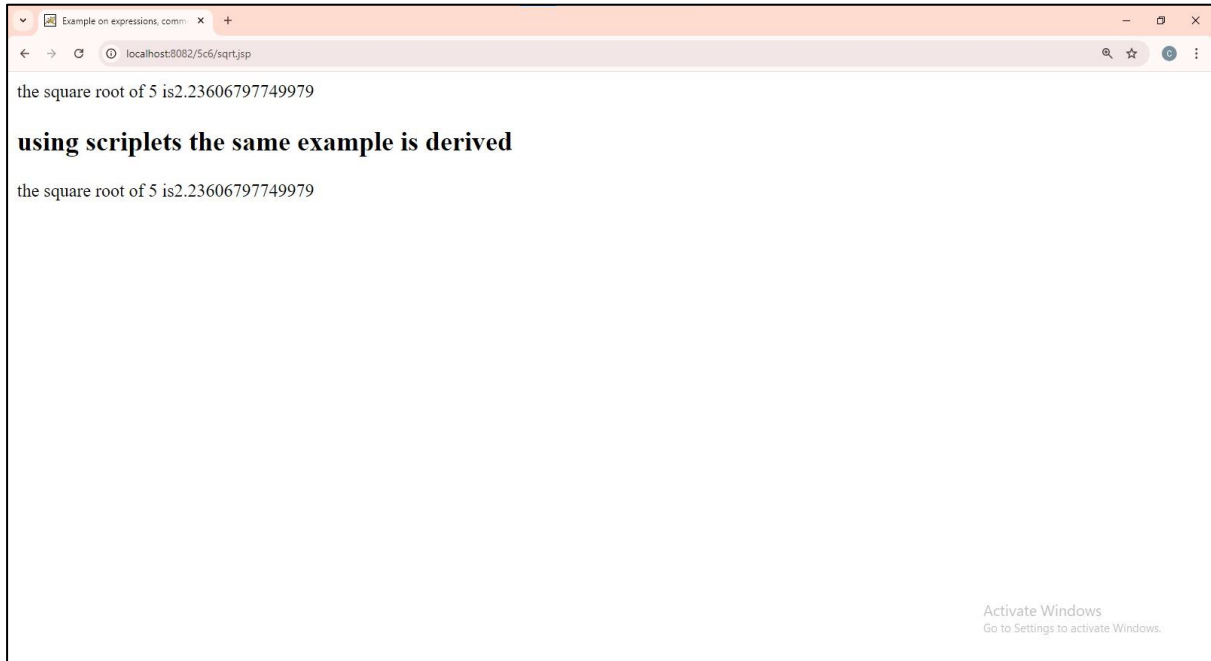 Example on expressions, comm
localhost:8082/5c6/sqrt.jsp
C
the square root of 5 is2.23606797749979
using scriplets the same example is derived
the square root of 5 is2.23606797749979
Activate Windows
Go to Settings to activate Windows.